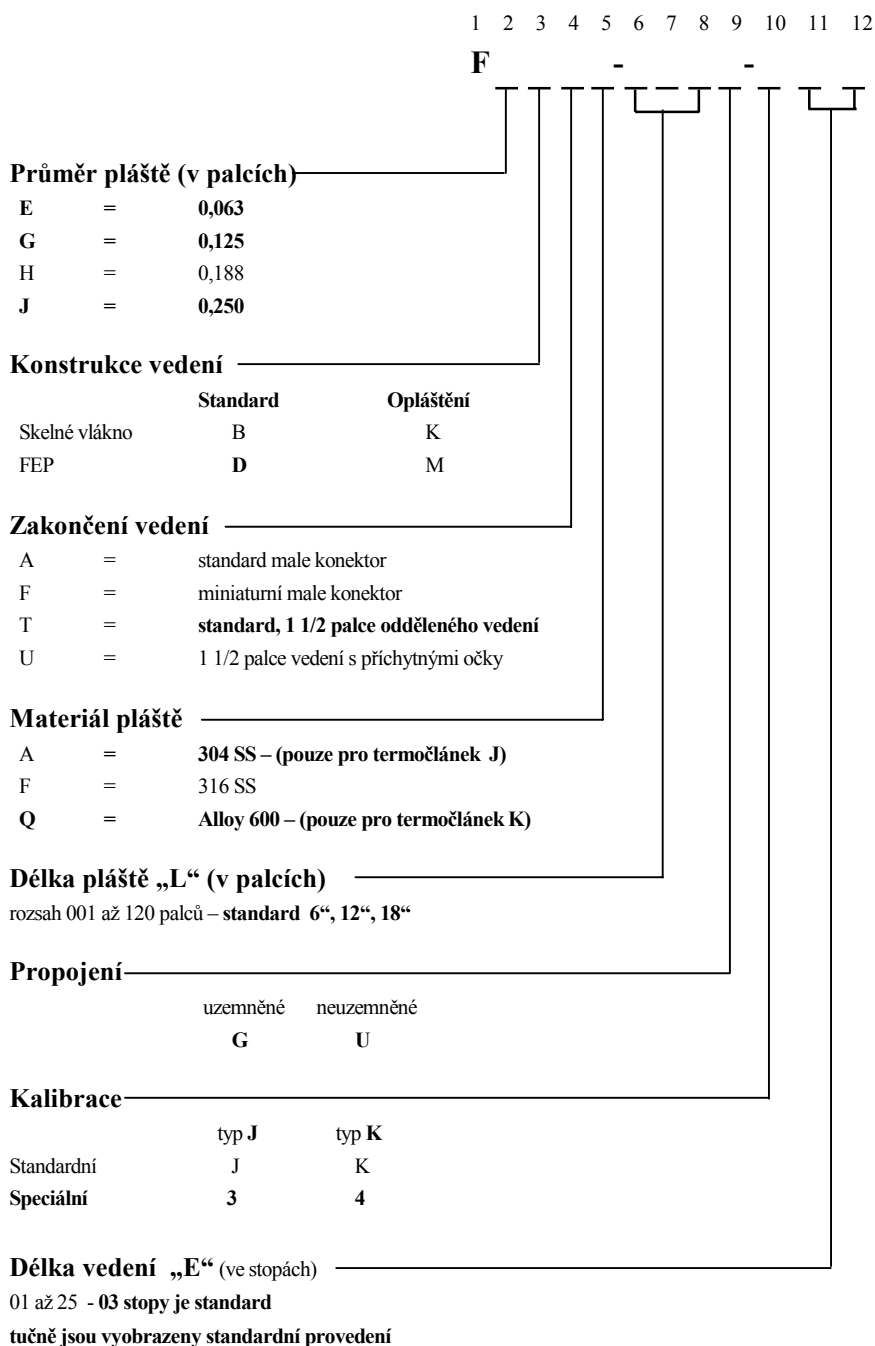 1 2 3 4 5 6 7 8 9 10 11 12
F - -
Průměr pláště (v palcích)
E = 0,063
G = 0,125
H = 0,188
J = 0,250
Konstrukce vedení
Standard Opláštění
Skelné vlákno B K
FEP D M
Zakončení vedení
A = standard male konektor
F = miniaturní male konektor
T = standard, 1 1/2 palce odděleného vedení
U = 1 1/2 palce vedení s příchytnými očky
Materiál pláště
A = 304 SS – (pouze pro termočlánek J)
F = 316 SS
Q = Alloy 600 – (pouze pro termočlánek K)
Délka pláště „L“ (v palcích)
rozsah 001 až 120 palců – standard 6“, 12“, 18“
Propojení
uzemněné neuzemněné
G U
Kalibrace
typ J typ K
Standardní J K
Speciální 3 4
Délka vedení „E“ (ve stopách)
01 až 25 - 03 stopy je standard
tučně jsou vyobrazeny standardní provedení